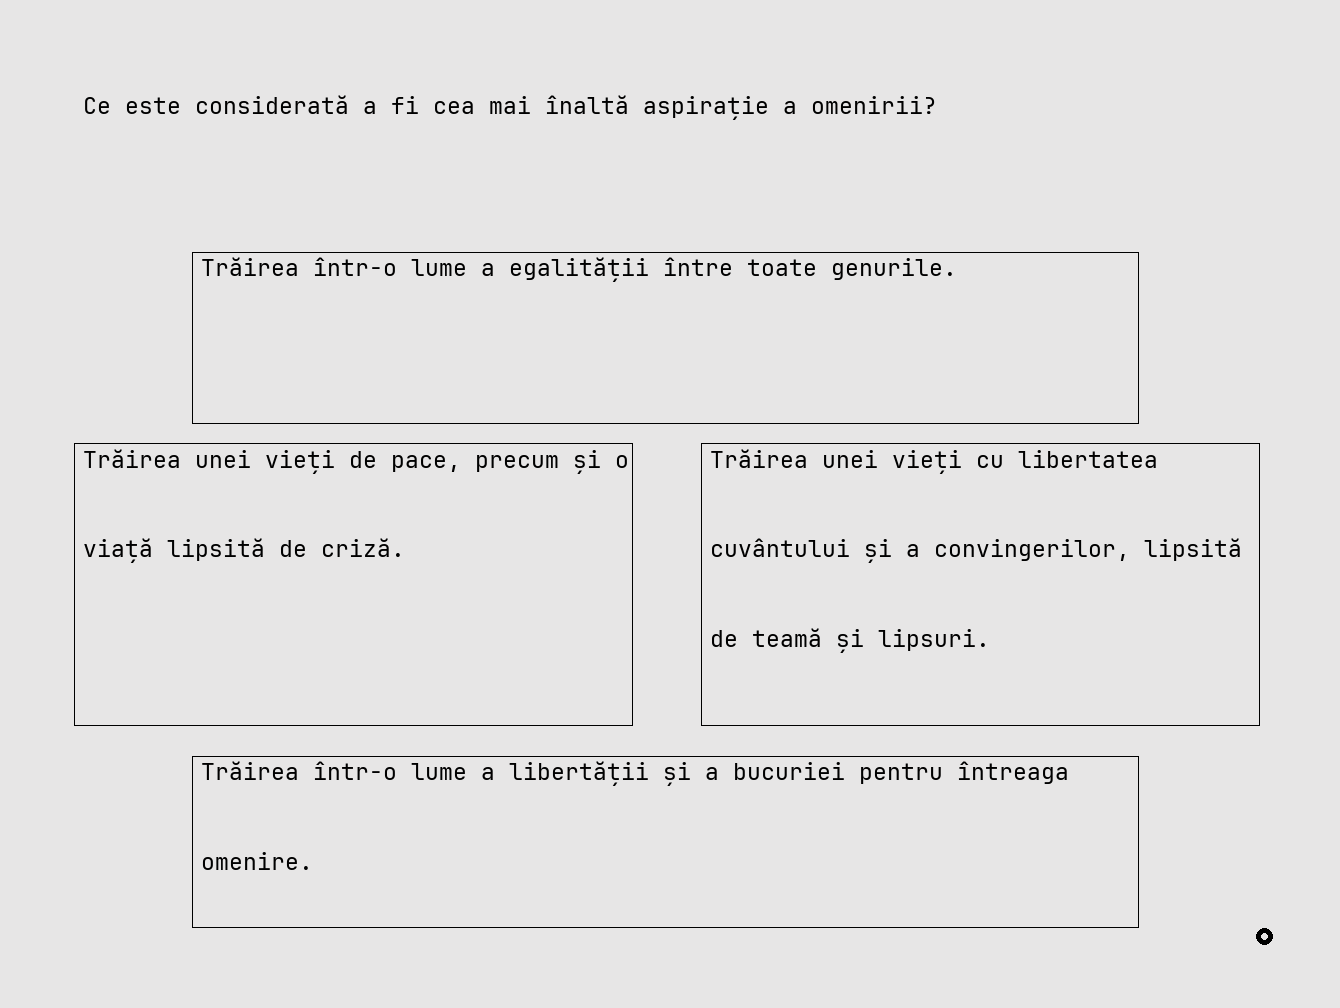 Ce este considerată a fi cea mai înaltă aspirație a omenirii?
Trăirea într-o lume a egalității între toate genurile.
Trăirea unei vieți de pace, precum și o
viață lipsită de criză.
Trăirea unei vieți cu libertatea
cuvântului și a convingerilor, lipsită
de teamă și lipsuri.
Trăirea într-o lume a libertății și a bucuriei pentru întreaga
omenire.